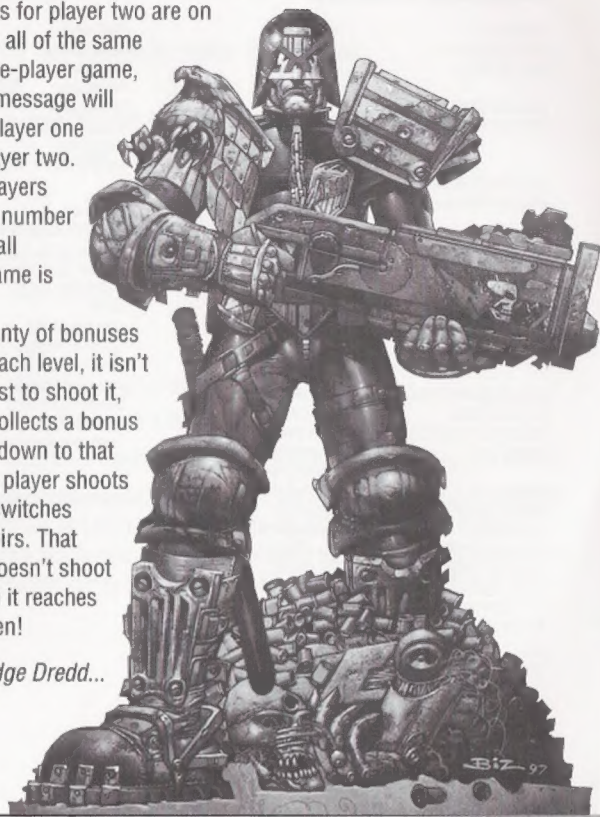 s for player two are on
all of the same
e-player game,
message will
layer one
yer two.
ayers
number
all
ame is
nty of bonuses
ach level, it isn't
st to shoot it,
ollects a bonus
down to that
player shoots
witches
irs. That
oesn't shoot
it reaches
en!
dge Dredd...
BiZ 97